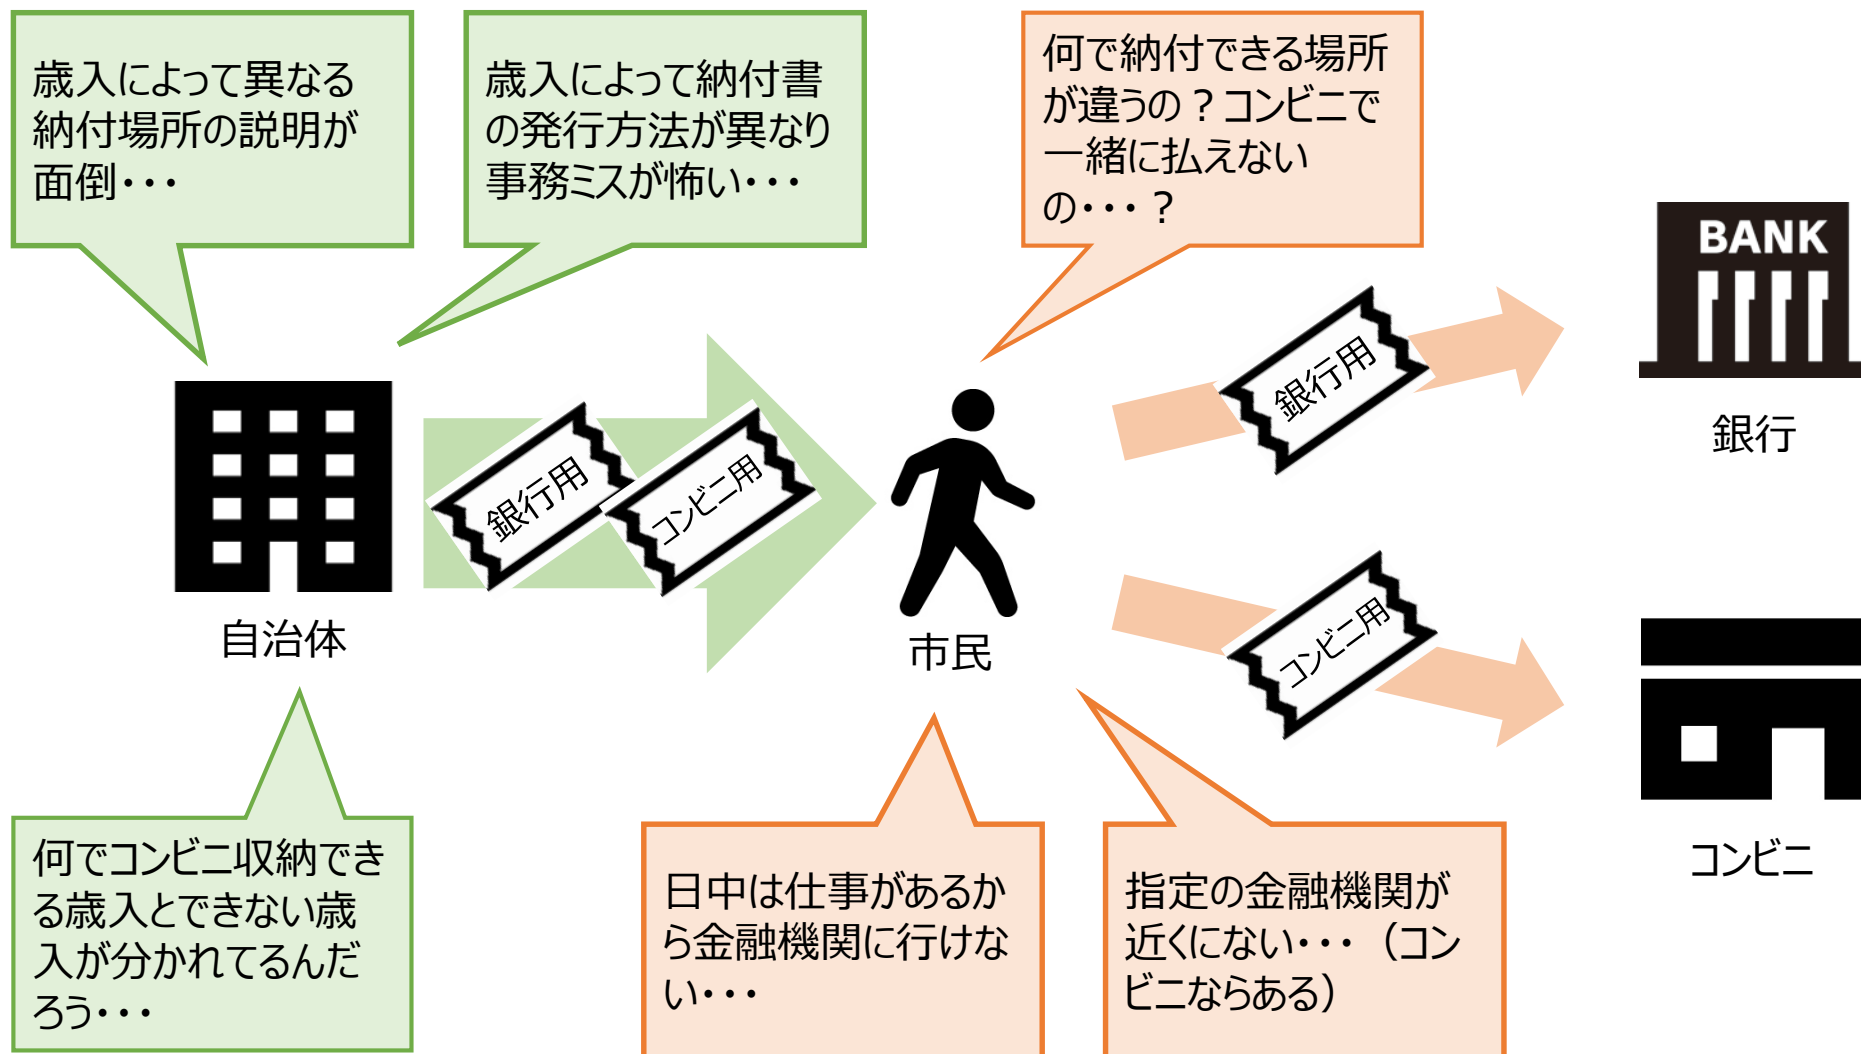 歳入によって異なる
納付場所の説明が
面倒・・・
歳入によって納付書
の発行方法が異なり
事務ミスが怖い・・・
何で納付できる場所
が違うの？コンビニで
一緒に払えない
の・・・？
BANK
銀行
銀行用
コンビニ用
銀行用
コンビニ用
自治体
市民
コンビニ
何でコンビニ収納でき
る歳入とできない歳
入が分かれてるんだ
ろう・・・
日中は仕事があるか
ら金融機関に行けな
い・・・
指定の金融機関が
近くにない・・・（コン
ビニならある）